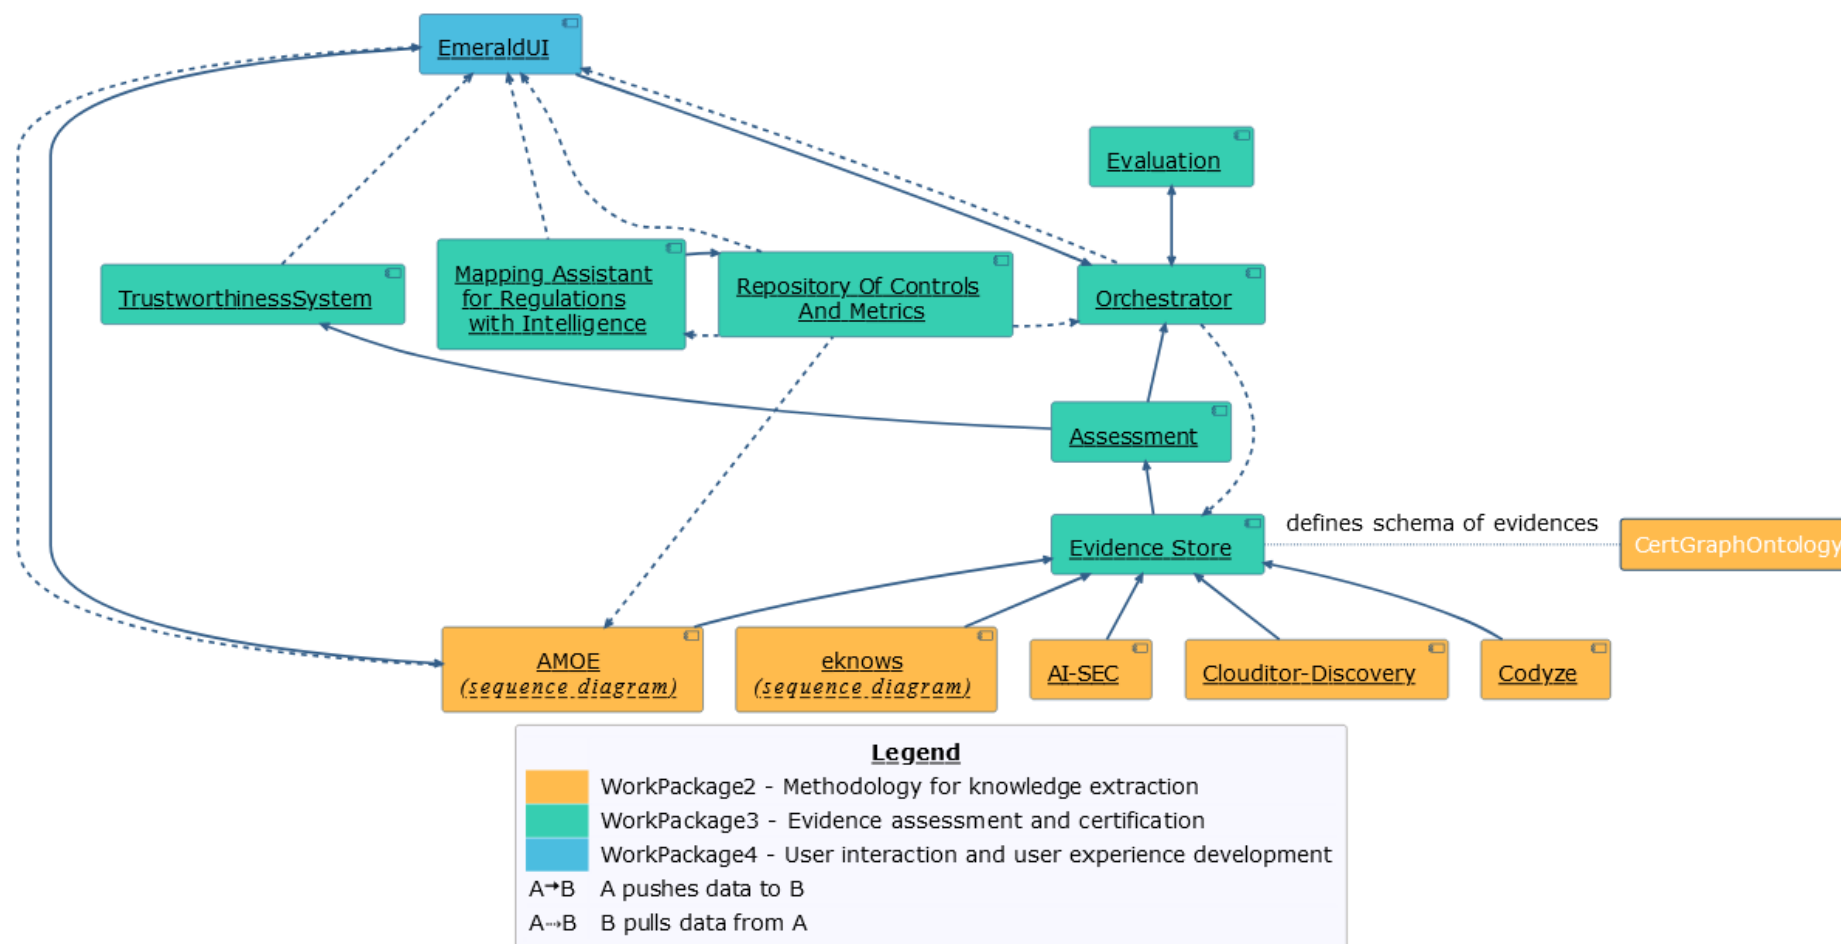 EmeraldUI
Evaluation
TrustworthinessSystem
Mapping Assistant
for Regulations
with Intelligence
Repository Of Controls
And Metrics
Orchestrator
Assessment
Evidence Store
defines schema of evidences
CertGraphOntology
AMOE
(sequence diagram)
eknows
(sequence diagram)
AI-SEC
Clouditor-Discovery
Codyze
Legend
WorkPackage2 - Methodology for knowledge extraction
WorkPackage3 - Evidence assessment and certification
WorkPackage4 - User interaction and user experience development
A→B A pushes data to B
A⇢B B pulls data from A